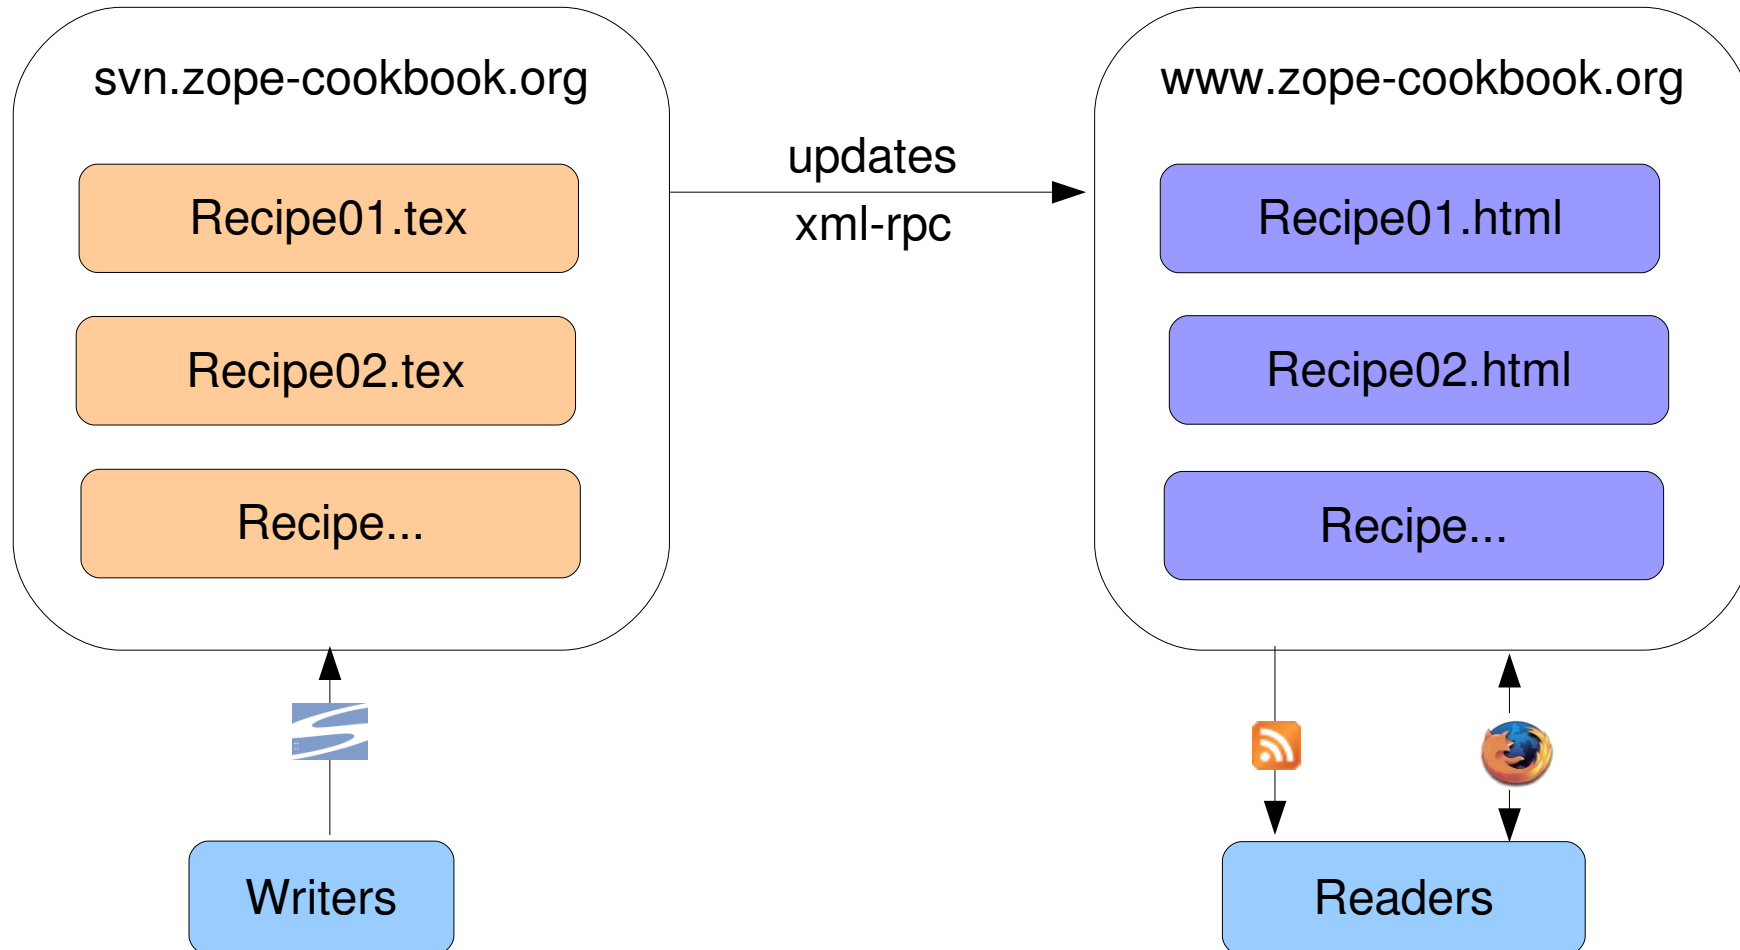 svn.zope-cookbook.org
Recipe01.tex
Recipe02.tex
Recipe...
updates
xml-rpc
www.zope-cookbook.org
Recipe01.html
Recipe02.html
Recipe...
Writers
Readers